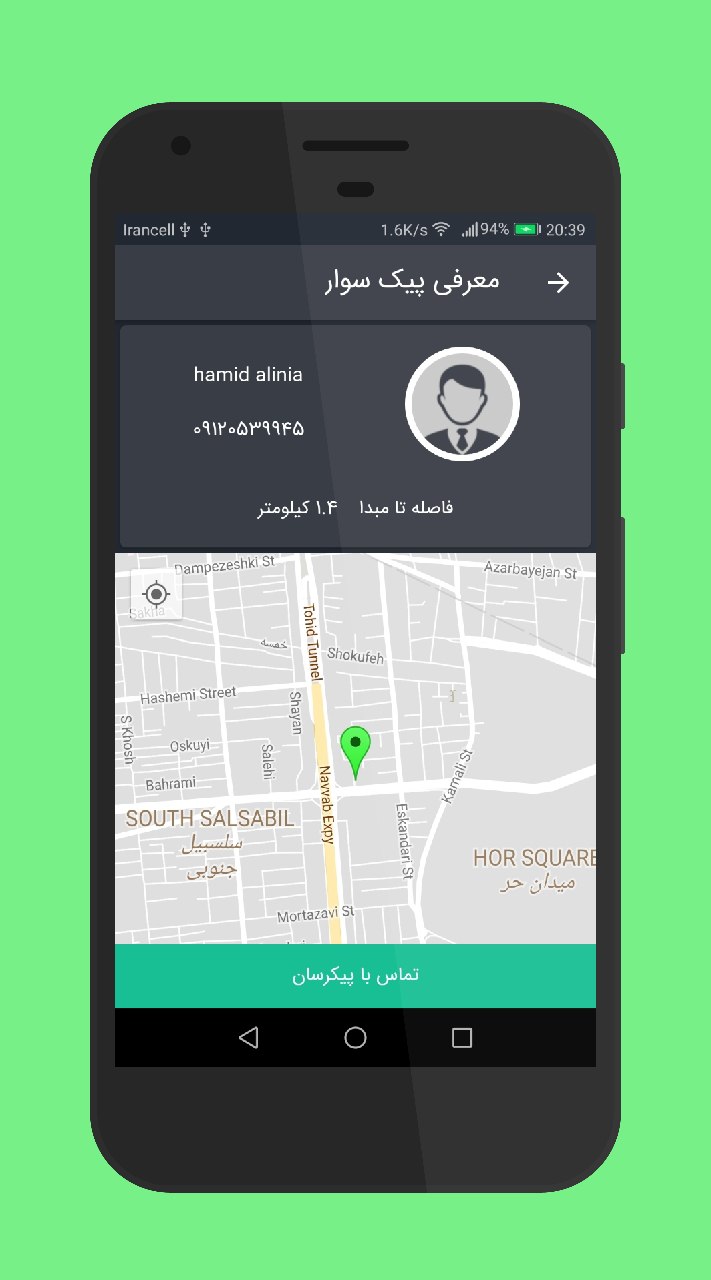 Irancell 1.6K/s 94% 20:39
معرفی پیک سوار
hamid alinia
۰۹۱۲۰۵۳۹۹۴۵
فاصله تا مبدا ۱.۴ کیلومتر
Dampezeshki St
Azarbayejan St
Sakha
Tohid Tunnel
خمسه
Shokufeh
Hashemi Street
Shayan
S Khosh
Oskuyi
Salehi
Bahrami
Navvab Expy
Kamali St
Eskandari St
SOUTH SALSABIL
سلسبیل
جنوبی
HOR SQUARE
میدان حر
Mortazavi St
تماس با پیکرسان